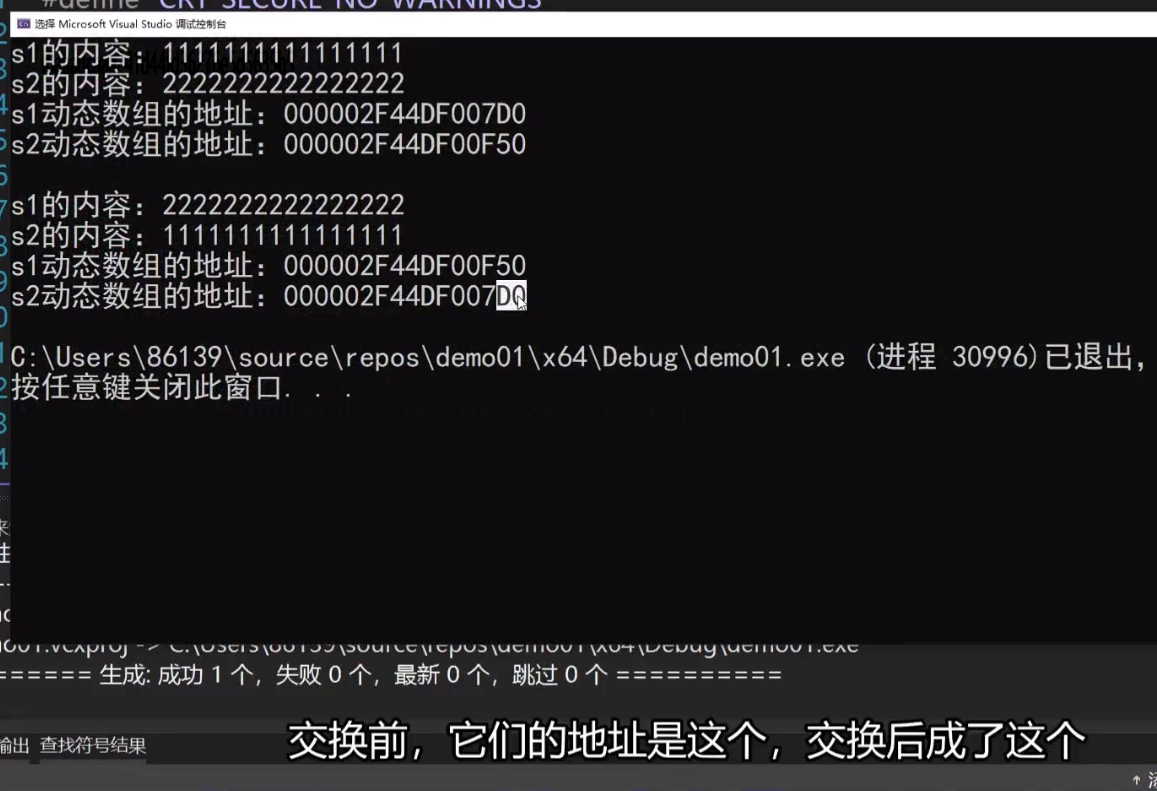 #define CRT SECURE NO WARNINGS
选择 Microsoft Visual Studio 调试控制台
s1的内容：1111111111111111
s2的内容：2222222222222222
s1动态数组的地址：000002F44DF007D0
s2动态数组的地址：000002F44DF00F50
s1的内容：2222222222222222
s2的内容：1111111111111111
s1动态数组的地址：000002F44DF00F50
s2动态数组的地址：000002F44DF007D0
C:\Users\86139\source\repos\demo01\x64\Debug\demo01.exe (进程 30996)已退出，
按任意键关闭此窗口. . .
mo01.vcxproj -> C:\Users\86139\source\repos\demo01\x64\Debug\demo01.exe
====== 生成: 成功 1 个，失败 0 个，最新 0 个，跳过 0 个 ==========
输出 查找符号结果
交换前，它们的地址是这个，交换后成了这个